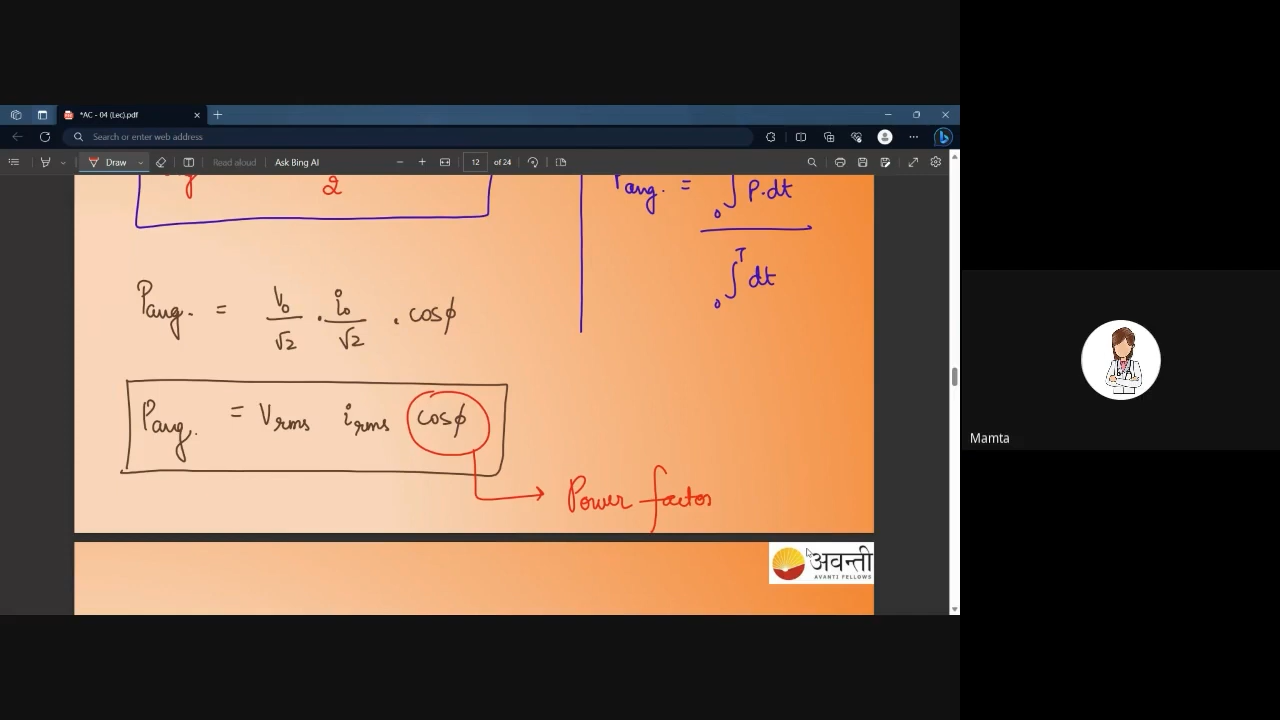 *AC - 04 (Lec).pdf
Search or enter web address
Draw
Read aloud
Ask Bing AI
12 of 24
2
Pavg. = ∫₀ P.dt
∫₀ᵀ dt
Pavg. = V₀/√2 . i₀/√2 . cosϕ
Pavg. = Vrms irms cosϕ
Power factor
अवन्ती
AVANTI FELLOWS
Mamta